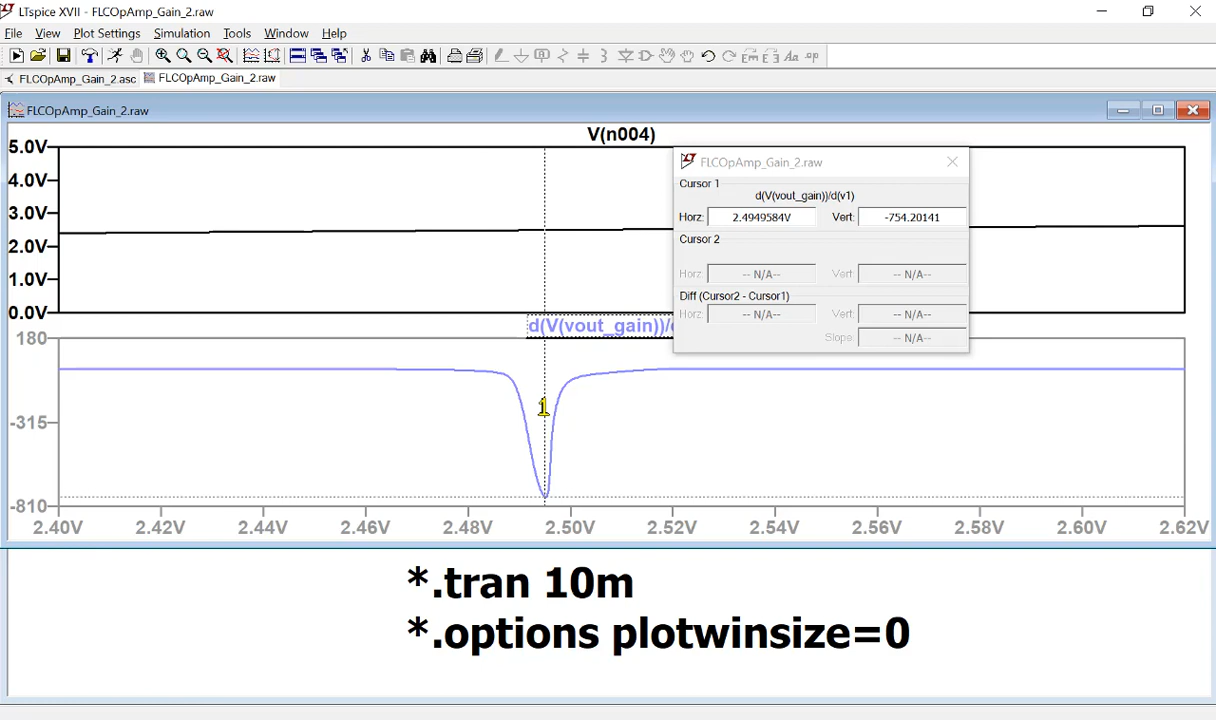 LTspice XVII - FLCOpAmp_Gain_2.raw
File View Plot Settings Simulation Tools Window Help
FLCOpAmp_Gain_2.asc FLCOpAmp_Gain_2.raw
FLCOpAmp_Gain_2.raw
V(n004)
5.0V
4.0V
3.0V
2.0V
1.0V
0.0V
FLCOpAmp_Gain_2.raw
Cursor 1
d(V(vout_gain))/d(v1)
Horz: 2.4949584V Vert: -754.20141
Cursor 2
Horz: -- N/A-- Vert: -- N/A--
Diff (Cursor2 - Cursor1)
Horz: -- N/A-- Vert: -- N/A--
Slope: -- N/A--
d(V(vout_gain))/
180
-315
-810
1
2.40V 2.42V 2.44V 2.46V 2.48V 2.50V 2.52V 2.54V 2.56V 2.58V 2.60V 2.62V
*.tran 10m
*.options plotwinsize=0